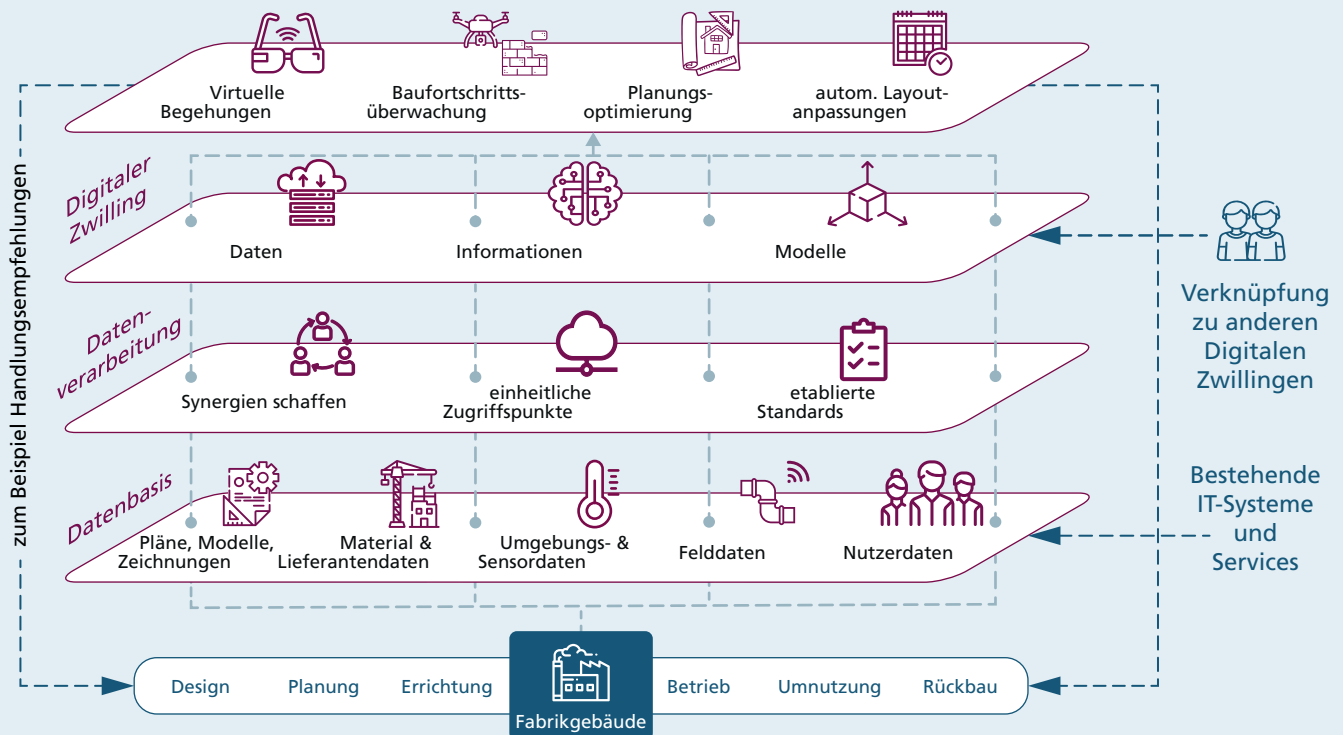 zum Beispiel Handlungsempfehlungen
Virtuelle
Begehungen
Baufortschritts-
überwachung
Planungs-
optimierung
autom. Layout-
anpassungen
Digitaler
Zwilling
Daten
Informationen
Modelle
Verknüpfung
zu anderen
Digitalen
Zwillingen
Daten-
verarbeitung
Synergien schaffen
einheitliche
Zugriffspunkte
etablierte
Standards
Datenbasis
Pläne, Modelle,
Zeichnungen
Material &
Lieferantendaten
Umgebungs- &
Sensordaten
Felddaten
Nutzerdaten
Bestehende
IT-Systeme
und
Services
Design
Planung
Errichtung
Fabrikgebäude
Betrieb
Umnutzung
Rückbau